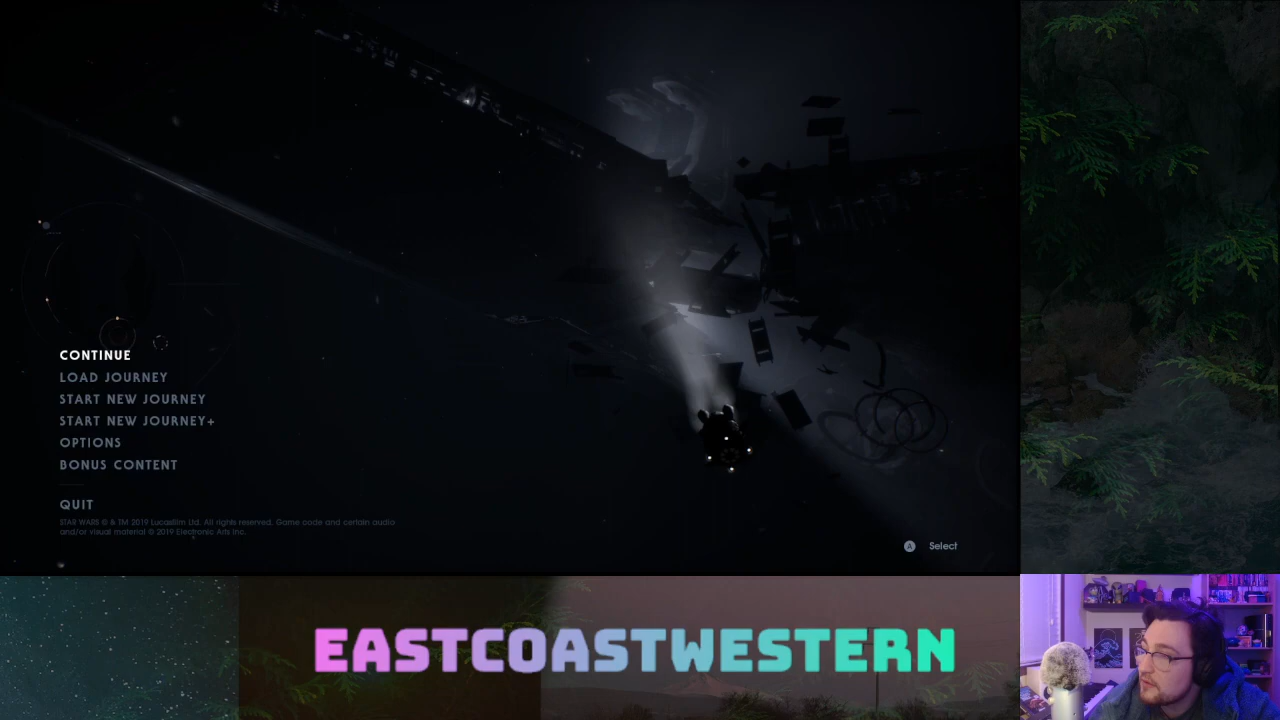 CONTINUE
LOAD JOURNEY
START NEW JOURNEY
START NEW JOURNEY+
OPTIONS
BONUS CONTENT
QUIT
STAR WARS © & TM 2019 Lucasfilm Ltd. All rights reserved. Game code and certain audio
and/or visual material © 2019 Electronic Arts Inc.
A Select
EASTCOASTWESTERN